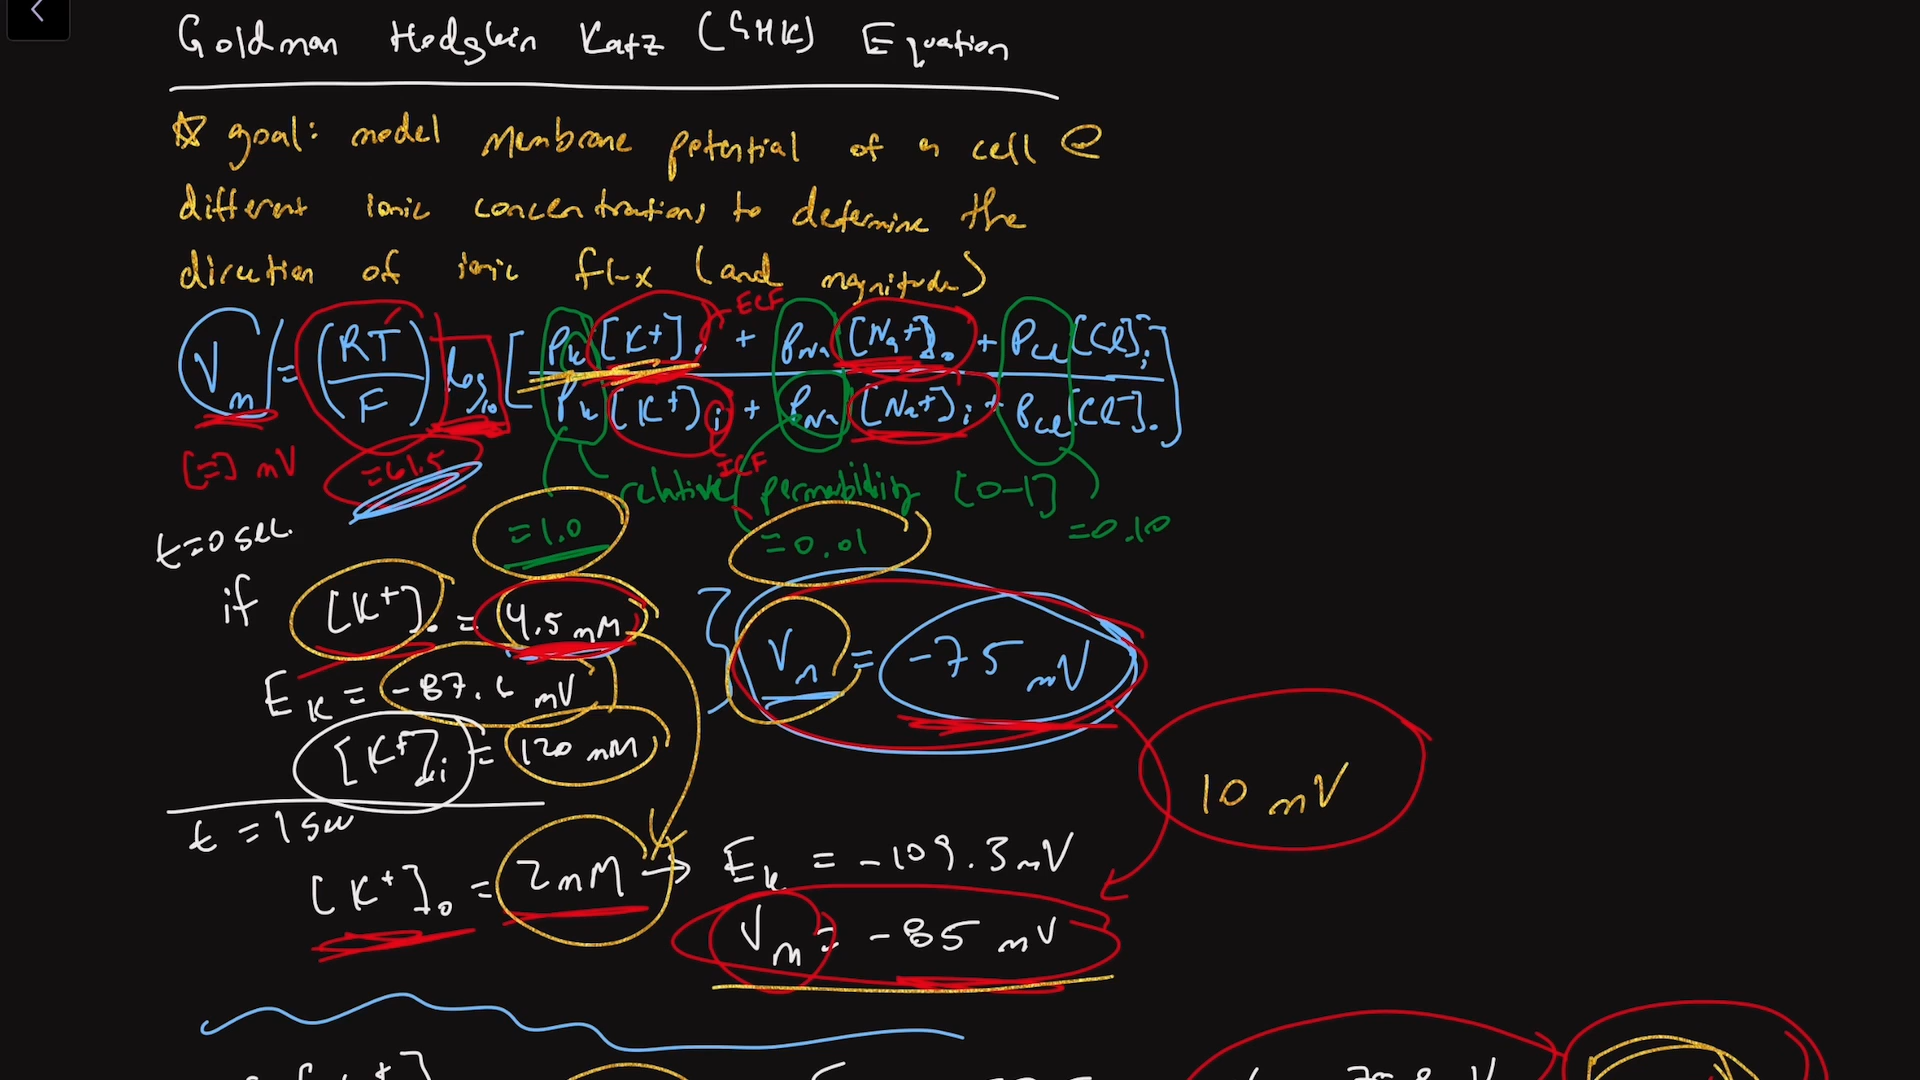 Goldman Hodgkin Katz (GHK) Equation
☆ goal: model membrane potential of a cell @
different ionic concentrations to determine the
direction of ionic flux (and magnitude)
Vm = (RT/F) log10 [ PK[K+]o + PNa[Na+]o + PCl[Cl-]i / PK[K+]i + PNa[Na+]i + PCl[Cl-]o ]
ECF
[=] mV
=61.5
ICF
relative permeability [0-1]
t=0 sec.
=1.0
=0.01
=0.10
if [K+]o = 4.5 mM
Vm = -75 mV
EK = -87.6 mV
[K+]i = 120 mM
10 mV
t = 1 sec
[K+]o = 2mM → EK = -109.3 mV
Vm = -85 mV